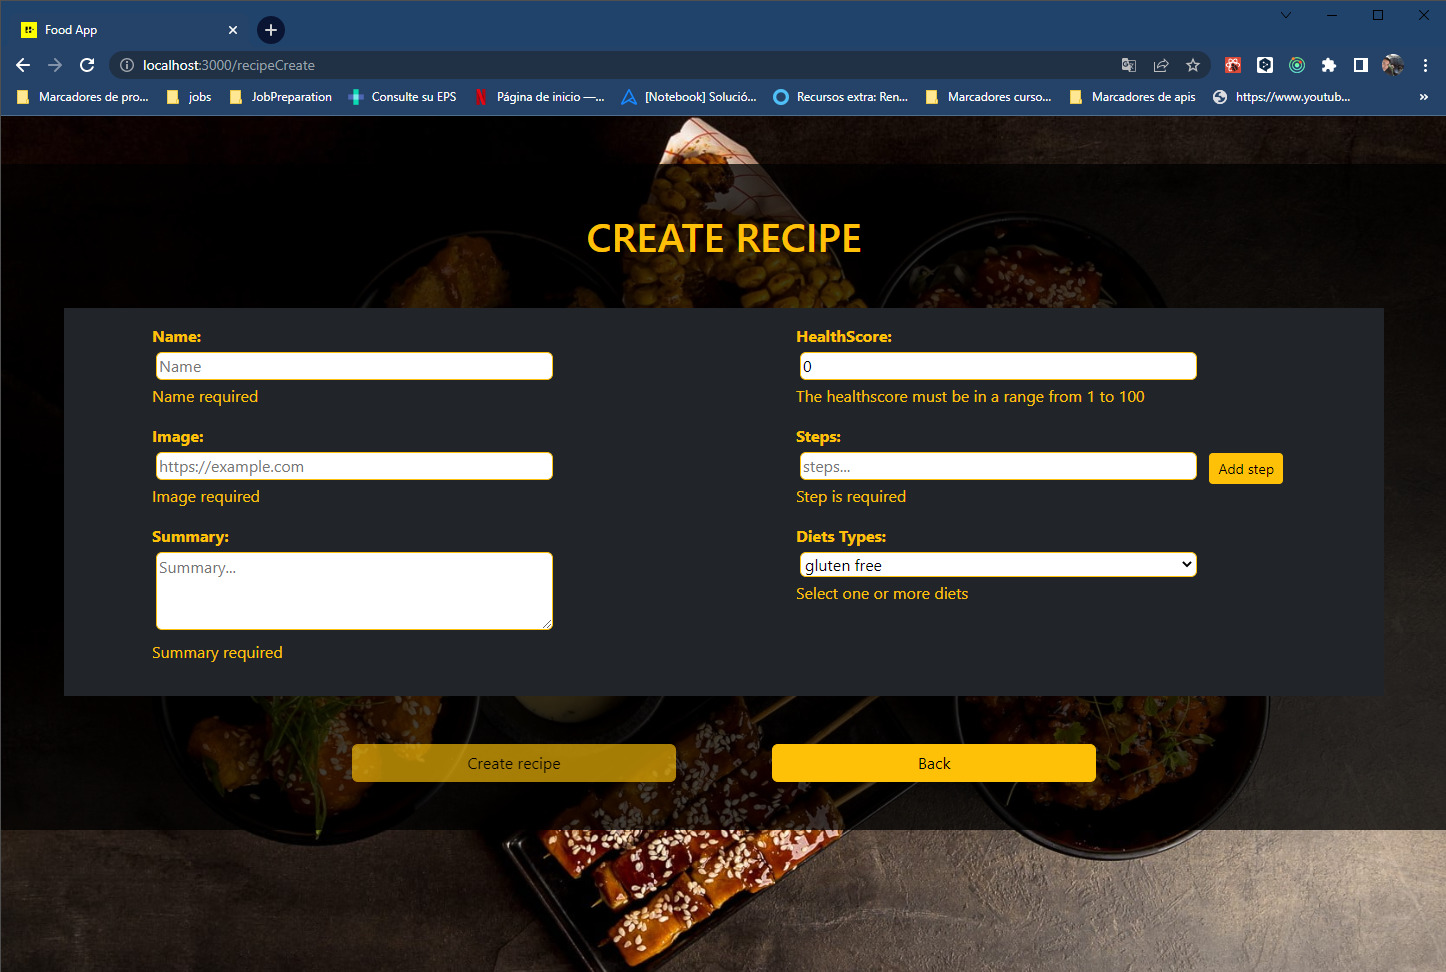 Food App
localhost:3000/recipeCreate
Marcadores de pro...
jobs
JobPreparation
Consulte su EPS
Página de inicio —...
[Notebook] Solució...
Recursos extra: Ren...
Marcadores curso...
Marcadores de apis
https://www.youtub...
»
CREATE RECIPE
Name:
Name
Name required
Image:
https://example.com
Image required
Summary:
Summary...
Summary required
HealthScore:
0
The healthscore must be in a range from 1 to 100
Steps:
steps...
Add step
Step is required
Diets Types:
gluten free
Select one or more diets
Create recipe
Back